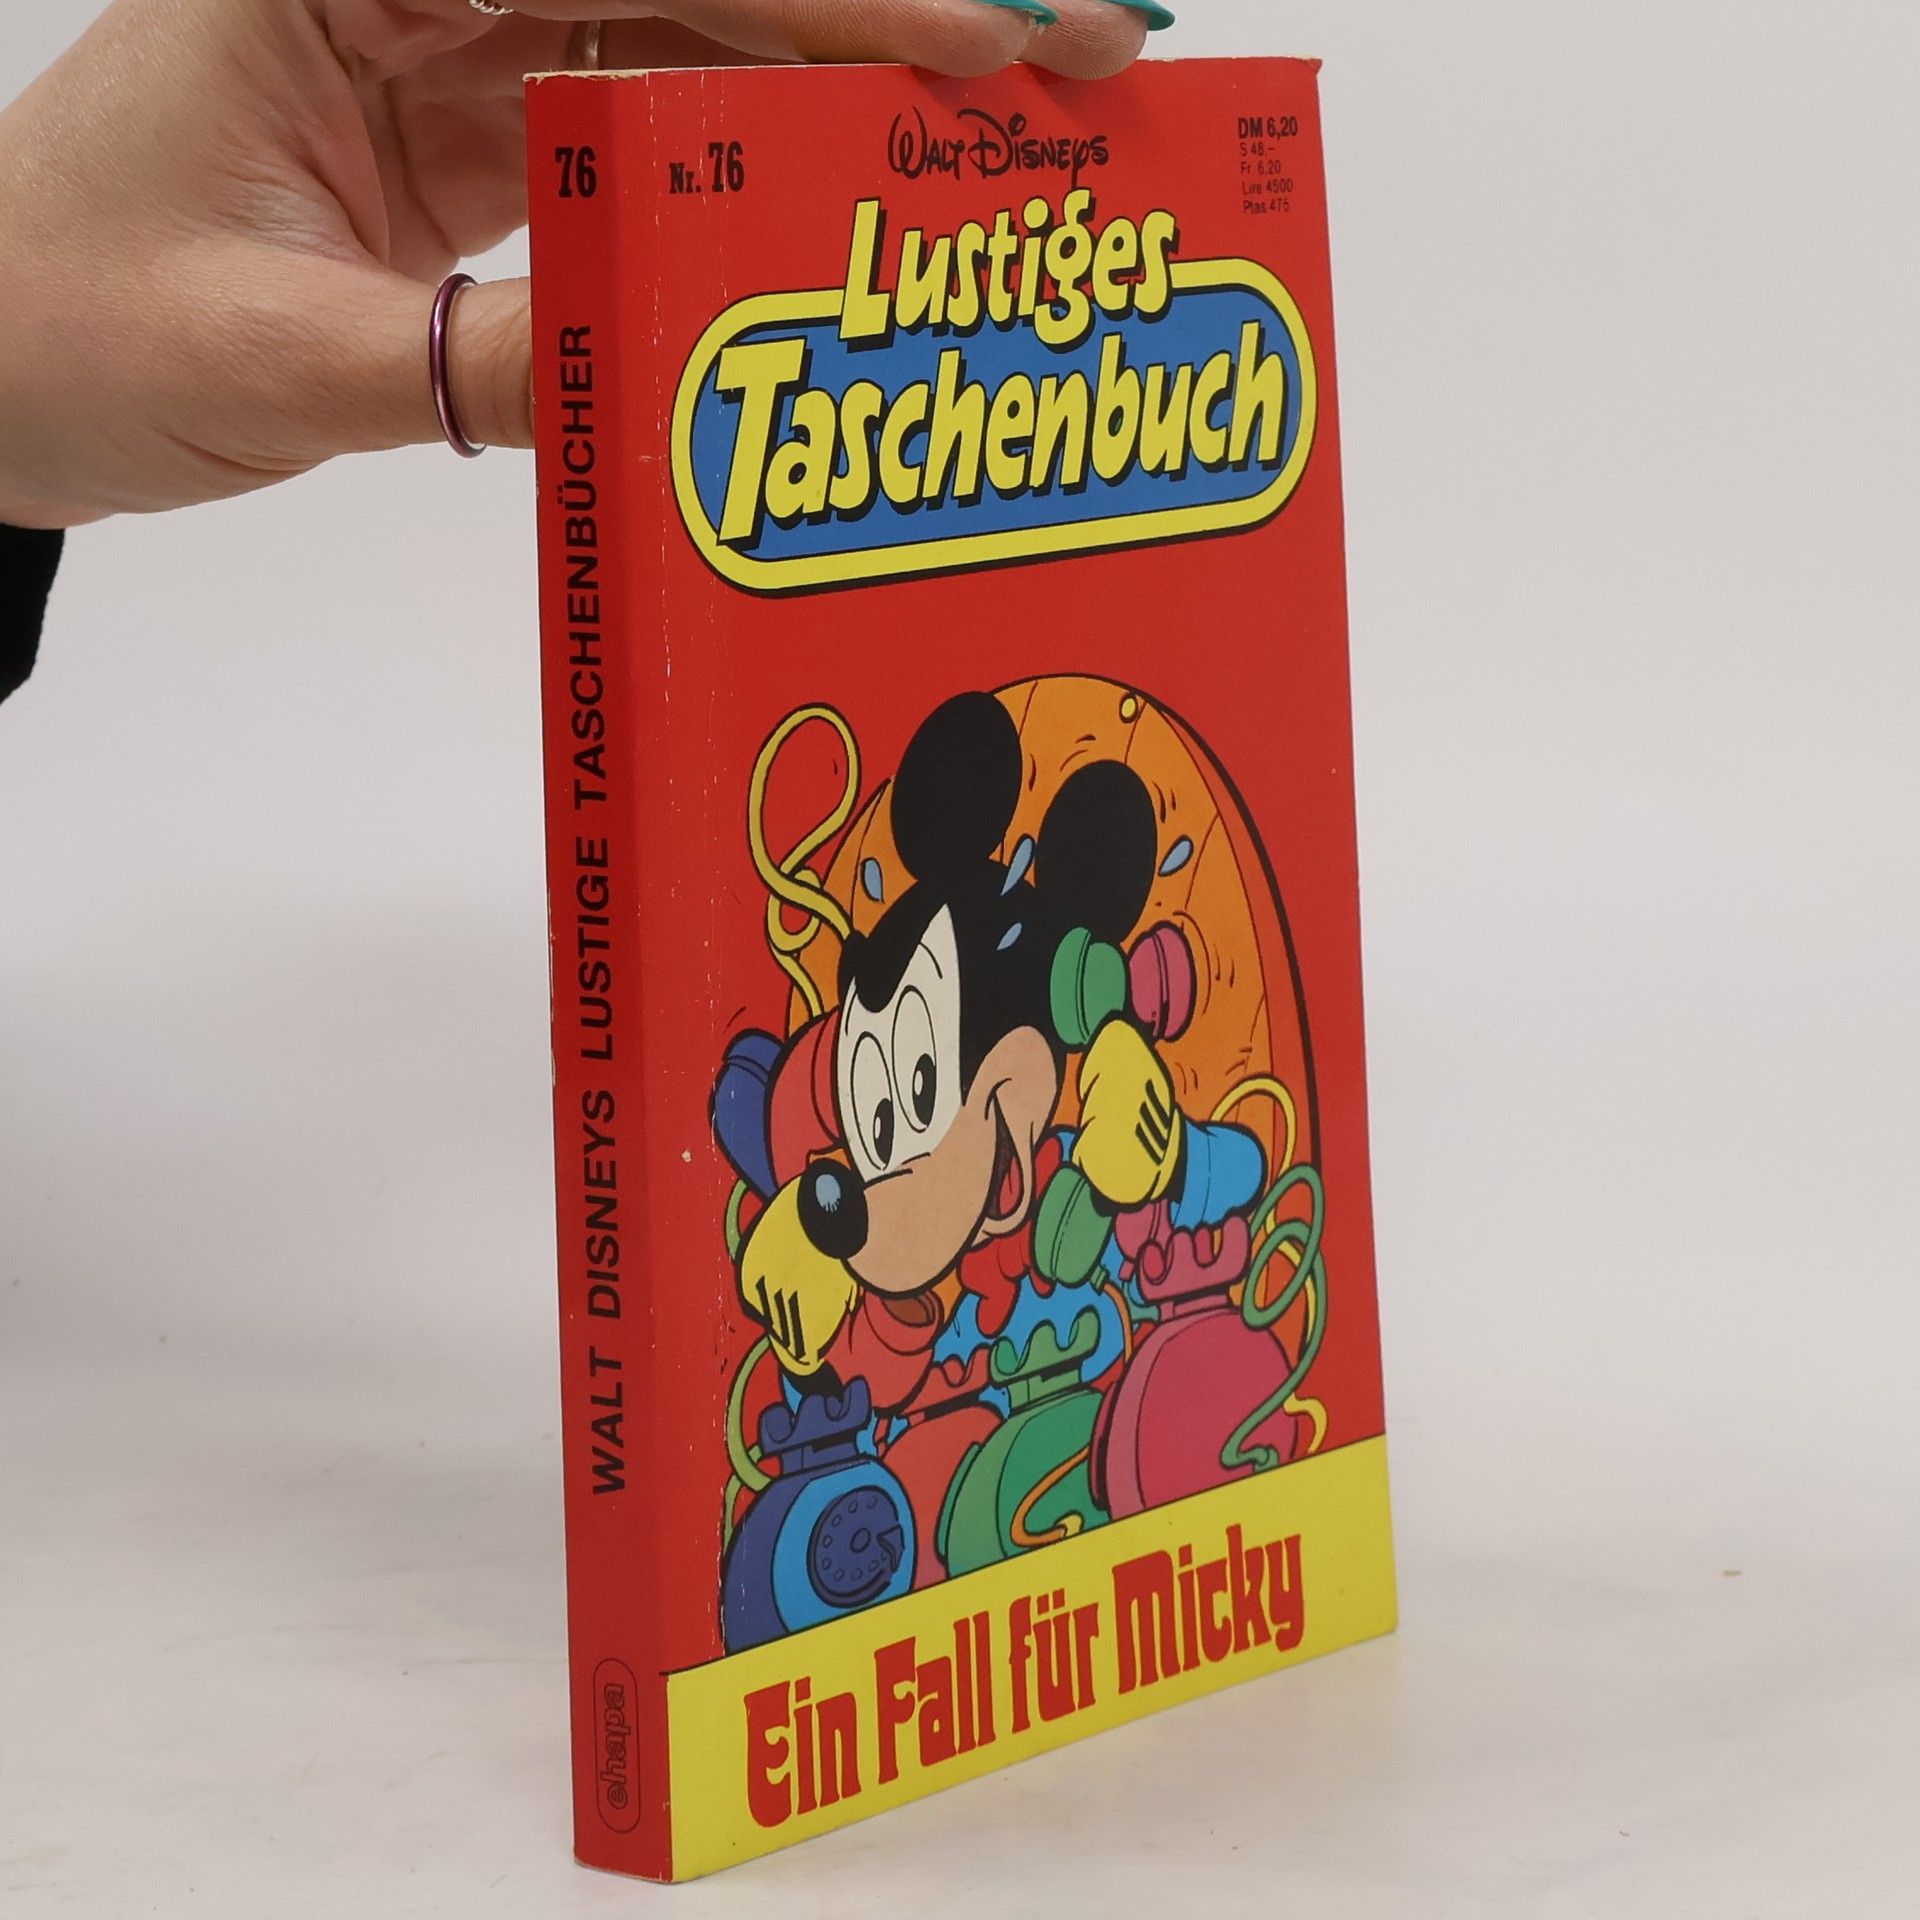 76
WALT DISNEYS LUSTIGE TASCHENBÜCHER
ehapa
Nr. 76
WALT DISNEYS
DM 6,20
S 48.-
Fr. 6.20
Lire 4500
Ptas 475
Lustiges
Taschenbuch
Ein Fall für Micky